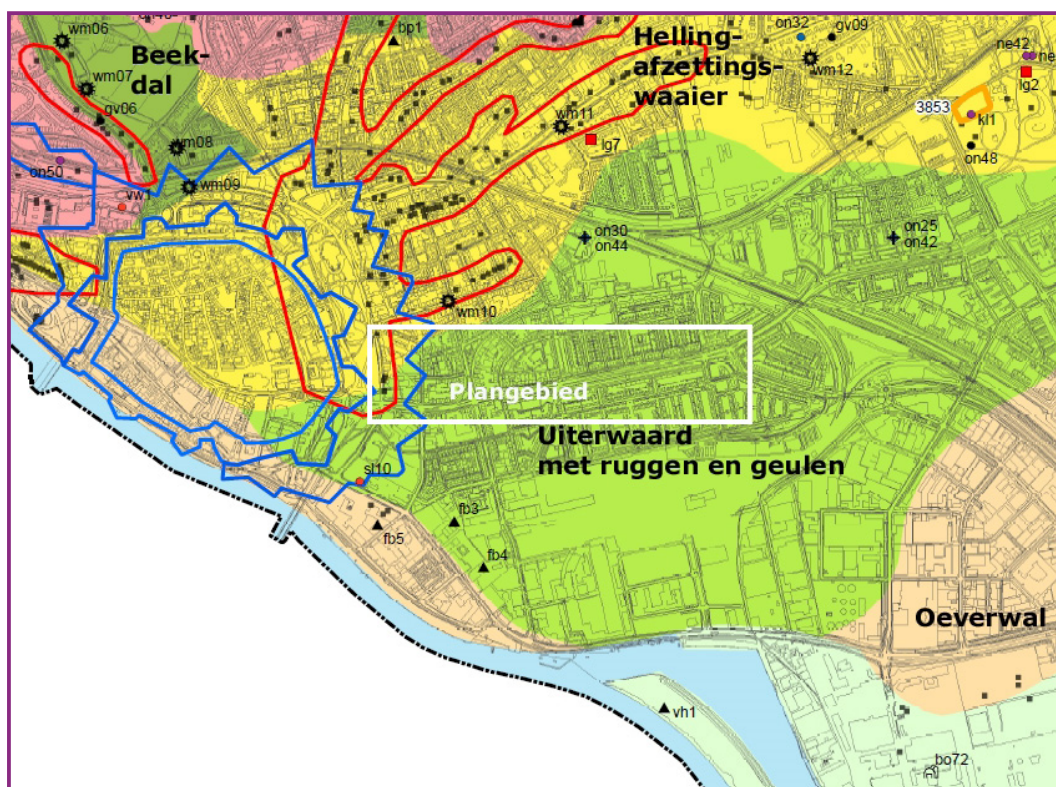 on48
wm06
Beek-
dal
bp1
Helling-
afzettings-
waaier
on32
gv09
wm12
ne42
ne
lg2
wm07
gv06
3853
kl1
on48
wm11
lg7
wm08
on50
vw1
wm09
on30
on44
on25
on42
wm10
Plangebied
Uiterwaard
met ruggen en geulen
sl10
fb3
fb5
fb4
Oeverwal
vh1
bo72